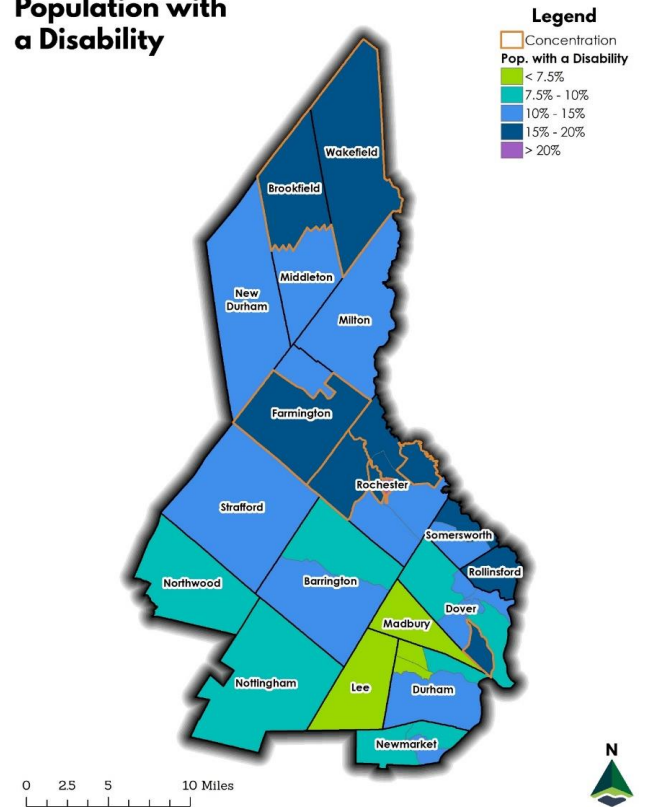 Population with
a Disability
Legend
Concentration
Pop. with a Disability
< 7.5%
7.5% - 10%
10% - 15%
15% - 20%
> 20%
Wakefield
Brookfield
Middleton
New
Durham
Milton
Farmington
Rochester
Strafford
Somersworth
Rollinsford
Barrington
Northwood
Dover
Madbury
Nottingham
Lee
Durham
Newmarket
N
0 2.5 5 10 Miles